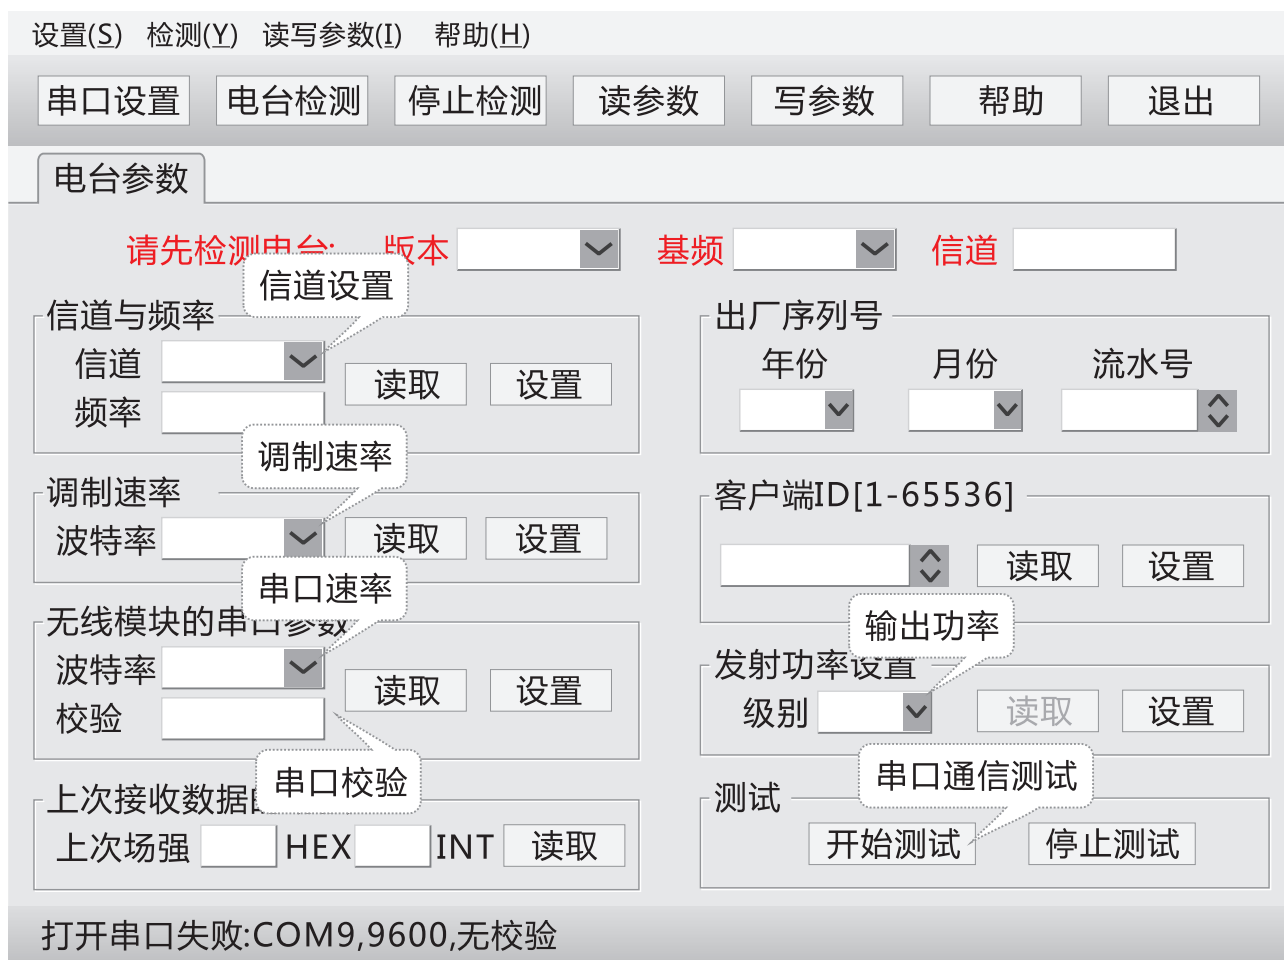 设置(S) 检测(Y) 读写参数(I) 帮助(H)
串口设置 电台检测 停止检测 读参数 写参数 帮助 退出
电台参数
请先检测电台: 版本 基频 信道
信道设置
信道与频率
信道 读取 设置
频率
调制速率
调制速率
波特率 读取 设置
串口速率
无线模块的串口参数
波特率 读取 设置
校验
串口校验
上次接收数据
上次场强 HEX INT 读取
出厂序列号
年份 月份 流水号
客户端ID[1-65536]
读取 设置
输出功率
发射功率设置
级别 读取 设置
串口通信测试
测试
开始测试 停止测试
打开串口失败:COM9,9600,无校验